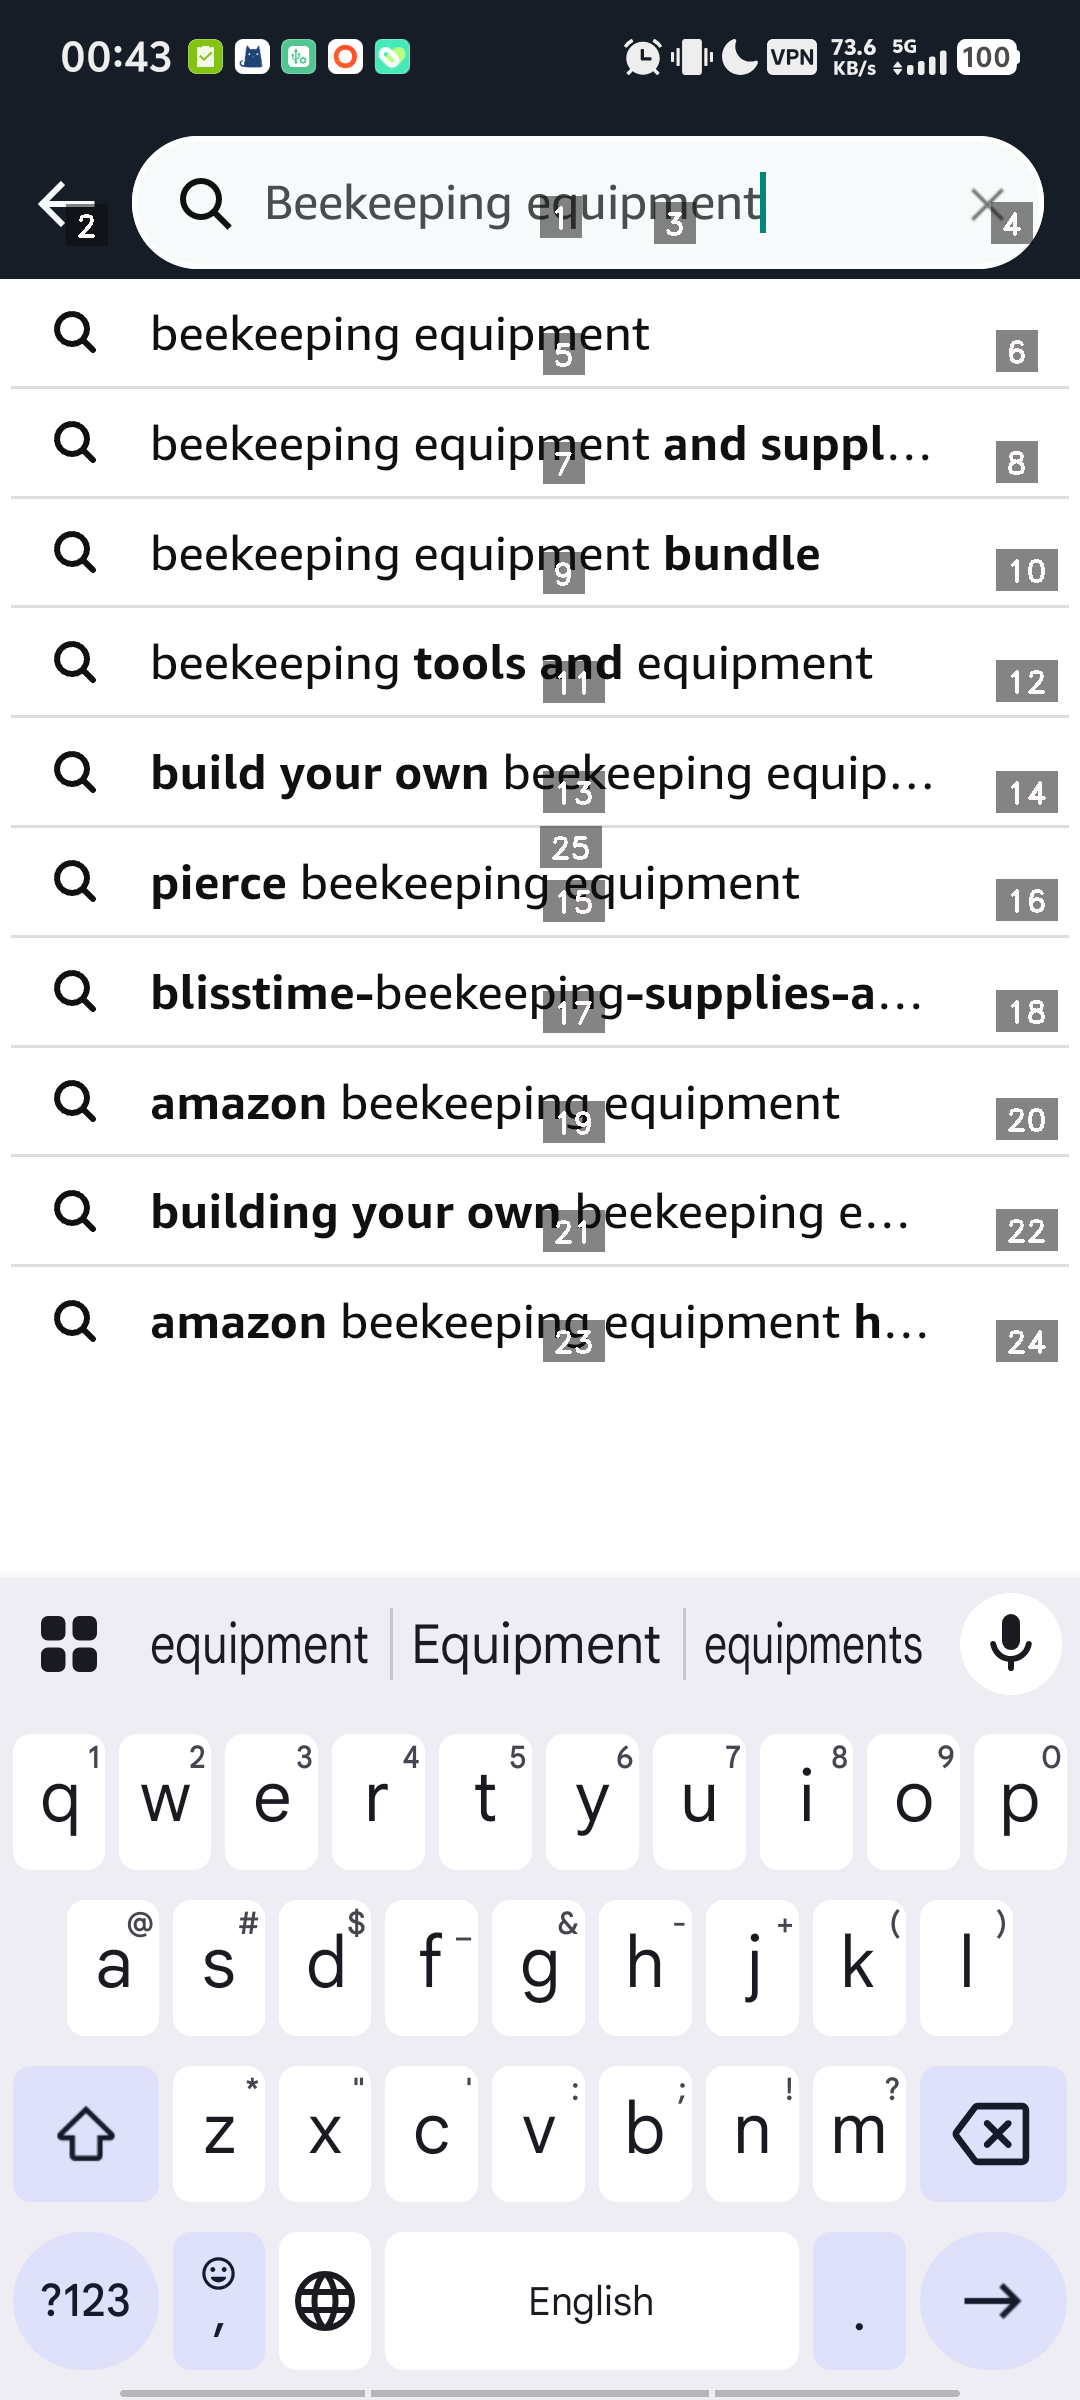 00:43 VPN 73.6 KB/s 5G 100
Beekeeping equipment
1 2 3 4
beekeeping equipment
5 6
beekeeping equipment and suppl...
7 8
beekeeping equipment bundle
9 10
beekeeping tools and equipment
11 12
build your own beekeeping equip...
13 14
25
pierce beekeeping equipment
15 16
blisstime-beekeeping-supplies-a...
17 18
amazon beekeeping equipment
19 20
building your own beekeeping e...
21 22
amazon beekeeping equipment h...
23 24
equipment Equipment equipments
1 2 3 4 5 6 7 8 9 0
q w e r t y u i o p
@ # $ _ & - + ( )
a s d f g h j k l
* " ' : ; ! ?
z x c v b n m
?123 , English .